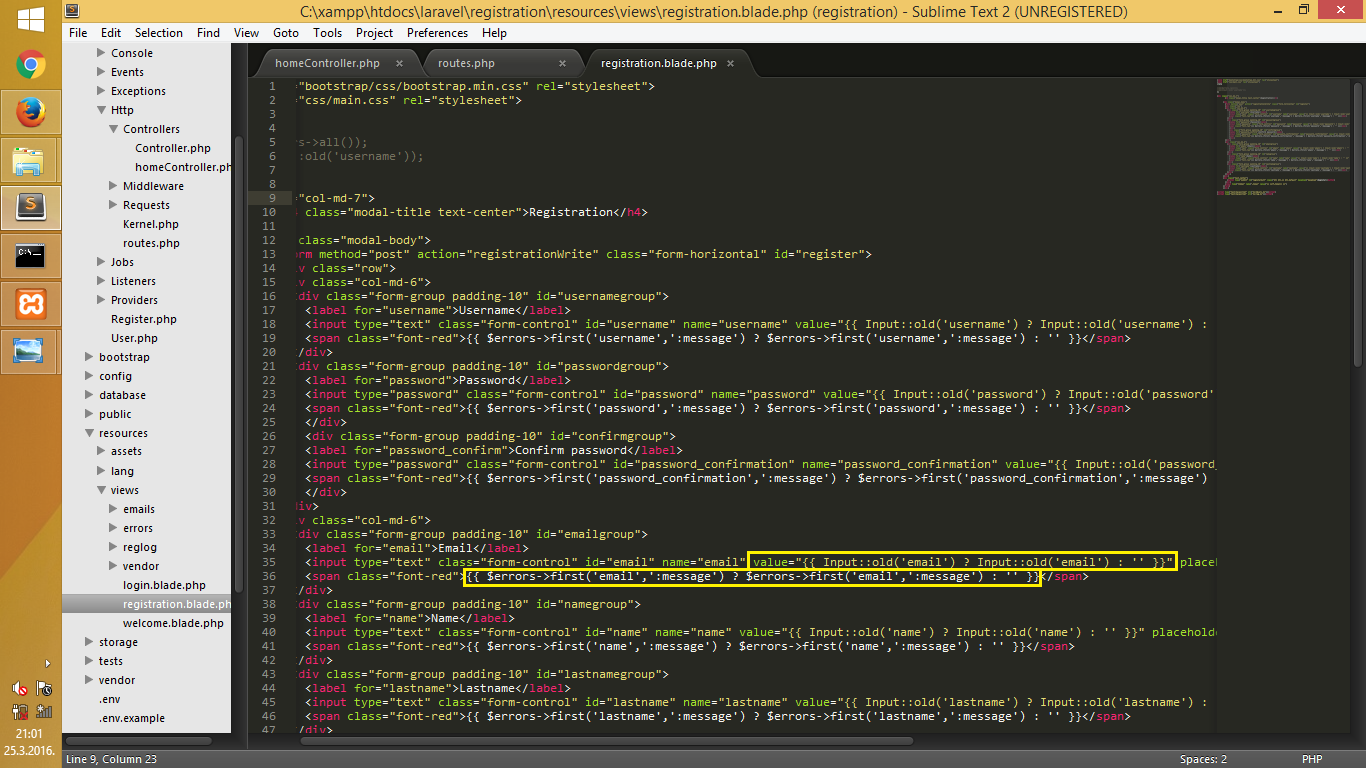 C:\xampp\htdocs\laravel\registration\resources\views\registration.blade.php (registration) - Sublime Text 2 (UNREGISTERED)
File Edit Selection Find View Goto Tools Project Preferences Help
Console
Events
Exceptions
Http
Controllers
Controller.php
homeController.ph
Middleware
Requests
Kernel.php
routes.php
Jobs
Listeners
Providers
Register.php
User.php
bootstrap
config
database
public
resources
assets
lang
views
emails
errors
reglog
vendor
login.blade.php
registration.blade.ph
welcome.blade.php
storage
tests
vendor
.env
.env.example
homeController.php × routes.php × registration.blade.php ×
1 ="bootstrap/css/bootstrap.min.css" rel="stylesheet">
2 ="css/main.css" rel="stylesheet">
3
4
5 s->all());
6 :old('username'));
7
8
9 ="col-md-7">
10 class="modal-title text-center">Registration</h4>
11
12 class="modal-body">
13 orm method="post" action="registrationWrite" class="form-horizontal" id="register">
14 iv class="row">
15 iv class="col-md-6">
16 div class="form-group padding-10" id="usernamegroup">
17 <label for="username">Username</label>
18 <input type="text" class="form-control" id="username" name="username" value="{{ Input::old('username') ? Input::old('username') :
19 <span class="font-red">{{ $errors->first('username',':message') ? $errors->first('username',':message') : '' }}</span>
20 /div>
21 div class="form-group padding-10" id="passwordgroup">
22 <label for="password">Password</label>
23 <input type="password" class="form-control" id="password" name="password" value="{{ Input::old('password') ? Input::old('password'
24 <span class="font-red">{{ $errors->first('password',':message') ? $errors->first('password',':message') : '' }}</span>
25 </div>
26 <div class="form-group padding-10" id="confirmgroup">
27 <label for="password_confirm">Confirm password</label>
28 <input type="password" class="form-control" id="password_confirmation" name="password_confirmation" value="{{ Input::old('password_
29 <span class="font-red">{{ $errors->first('password_confirmation',':message') ? $errors->first('password_confirmation',':message')
30 </div>
31 div>
32 iv class="col-md-6">
33 div class="form-group padding-10" id="emailgroup">
34 <label for="email">Email</label>
35 <input type="text" class="form-control" id="email" name="email" value="{{ Input::old('email') ? Input::old('email') : '' }}" placeh
36 <span class="font-red">{{ $errors->first('email',':message') ? $errors->first('email',':message') : '' }}</span>
37 /div>
38 div class="form-group padding-10" id="namegroup">
39 <label for="name">Name</label>
40 <input type="text" class="form-control" id="name" name="name" value="{{ Input::old('name') ? Input::old('name') : '' }}" placeholde
41 <span class="font-red">{{ $errors->first('name',':message') ? $errors->first('name',':message') : '' }}</span>
42 /div>
43 div class="form-group padding-10" id="lastnamegroup">
44 <label for="lastname">Lastname</label>
45 <input type="text" class="form-control" id="lastname" name="lastname" value="{{ Input::old('lastname') ? Input::old('lastname') :
46 <span class="font-red">{{ $errors->first('lastname',':message') ? $errors->first('lastname',':message') : '' }}</span>
47 /div>
21:01
25.3.2016.
Line 9, Column 23
Spaces: 2
PHP